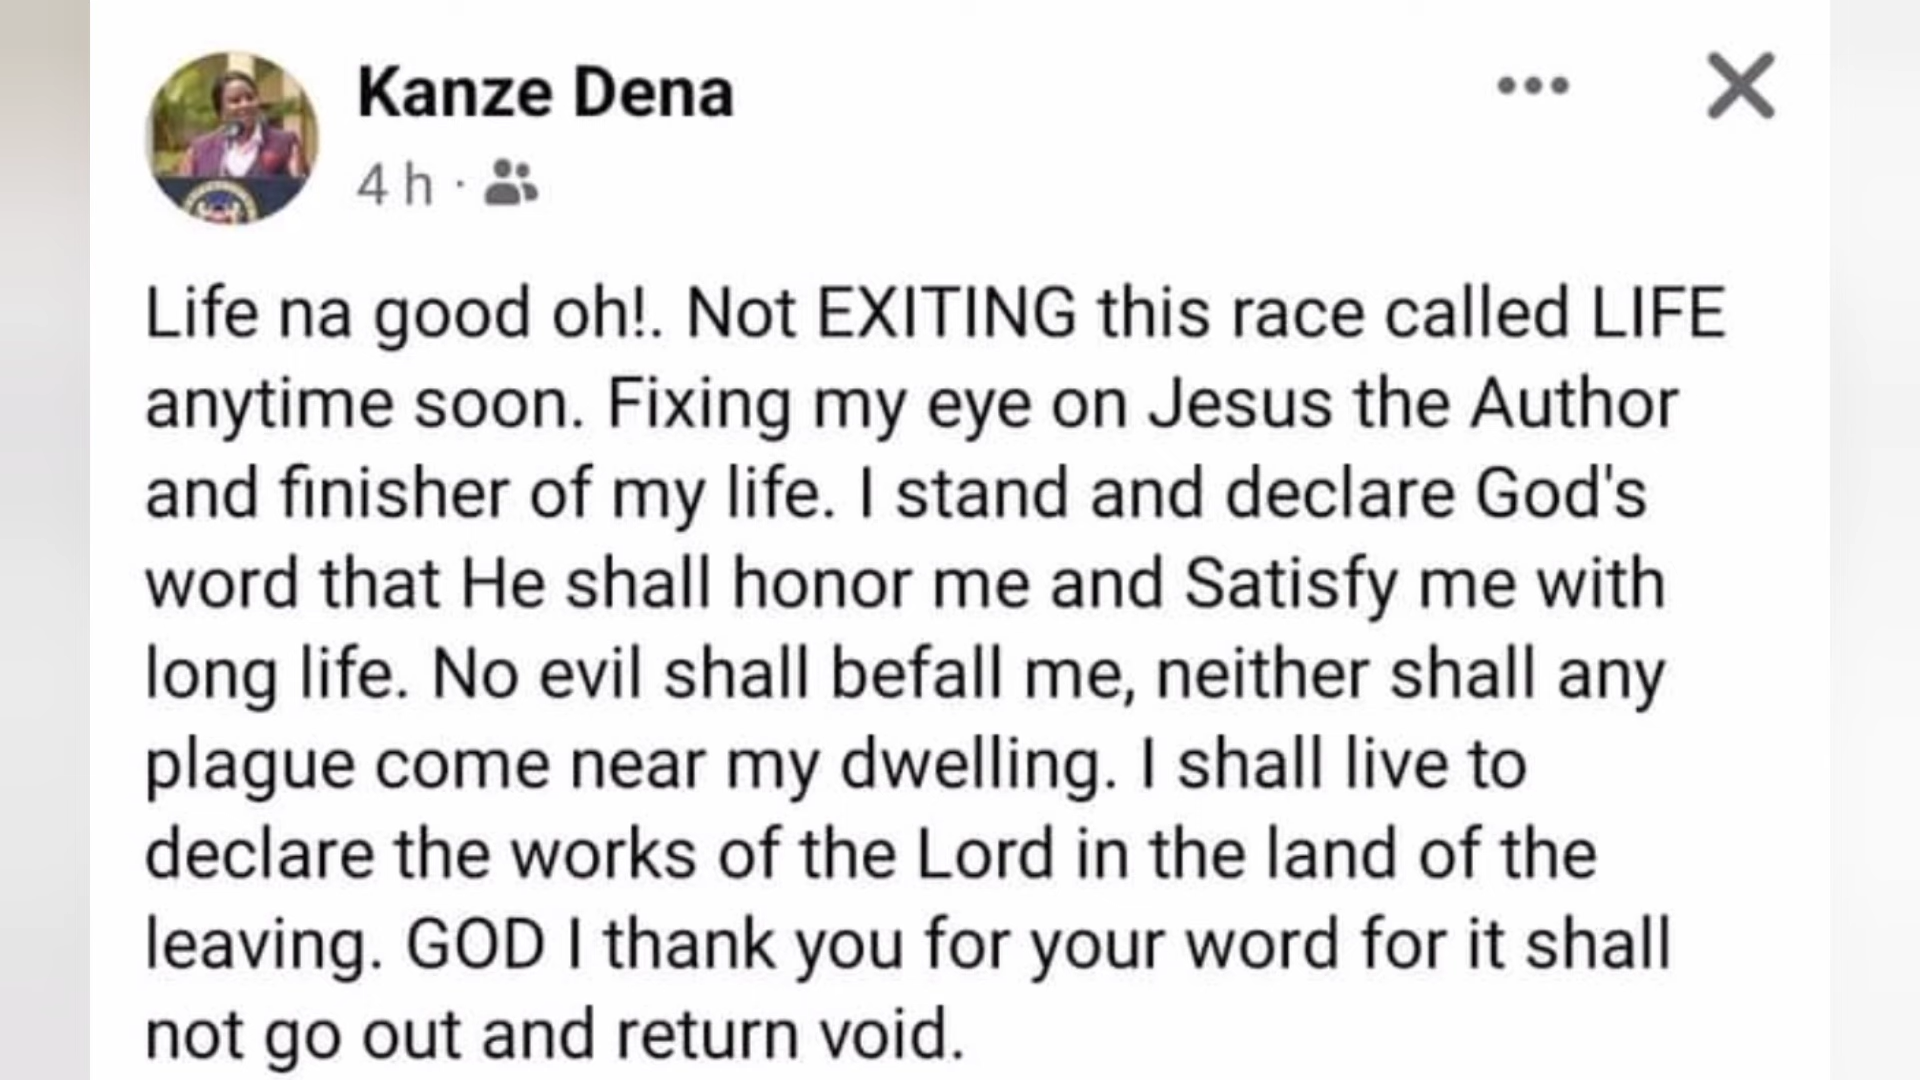 Kanze Dena
4 h ·
Life na good oh!. Not EXITING this race called LIFE
anytime soon. Fixing my eye on Jesus the Author
and finisher of my life. I stand and declare God's
word that He shall honor me and Satisfy me with
long life. No evil shall befall me, neither shall any
plague come near my dwelling. I shall live to
declare the works of the Lord in the land of the
leaving. GOD I thank you for your word for it shall
not go out and return void.